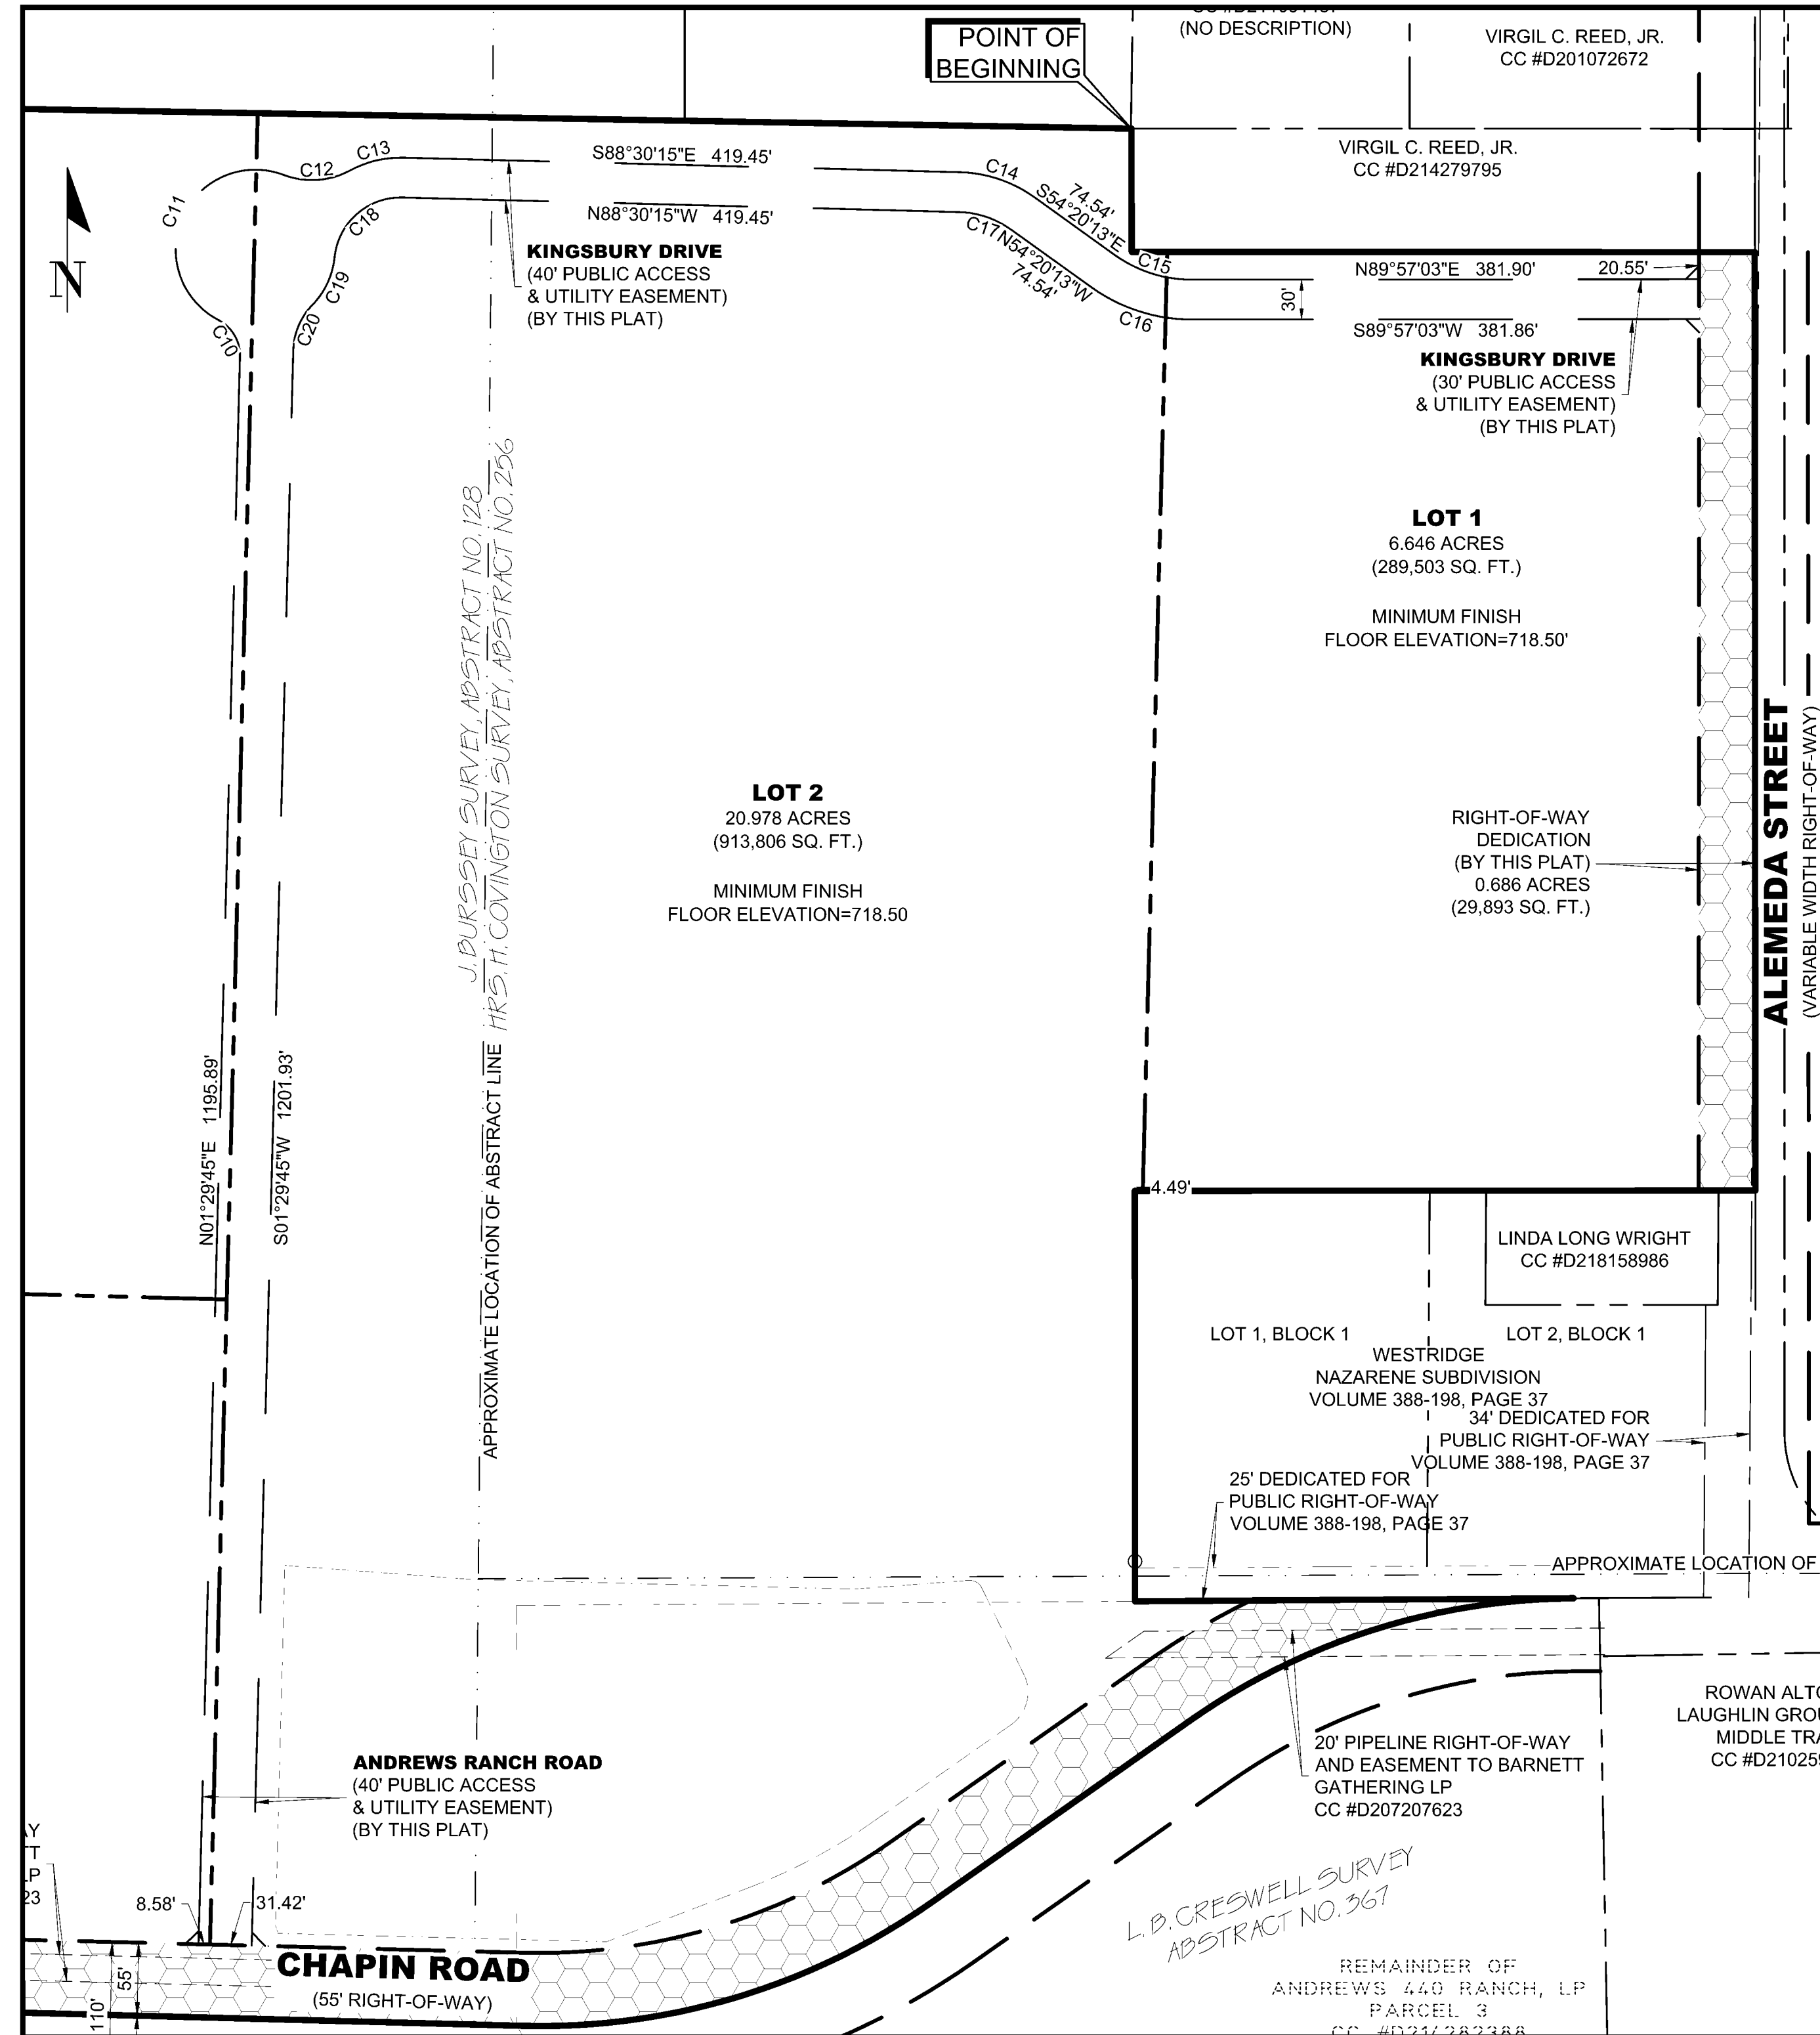 (NO DESCRIPTION)
POINT OF
BEGINNING
VIRGIL C. REED, JR.
CC #D201072672
VIRGIL C. REED, JR.
CC #D214279795
C13
C12
C11
C10
C18
C19
C20
S88°30'15"E 419.45'
N88°30'15"W 419.45'
C14
74.54'
S54°20'13"E
C15
C17
N54°20'13"W
74.54'
C16
N
KINGSBURY DRIVE
(40' PUBLIC ACCESS
& UTILITY EASEMENT)
(BY THIS PLAT)
N89°57'03"E 381.90'
20.55'
30'
S89°57'03"W 381.86'
KINGSBURY DRIVE
(30' PUBLIC ACCESS
& UTILITY EASEMENT)
(BY THIS PLAT)
J. BURSSEY SURVEY, ABSTRACT NO. 128
HRS. H. COVINGTON SURVEY, ABSTRACT NO. 256
APPROXIMATE LOCATION OF ABSTRACT LINE
LOT 1
6.646 ACRES
(289,503 SQ. FT.)
MINIMUM FINISH
FLOOR ELEVATION=718.50'
LOT 2
20.978 ACRES
(913,806 SQ. FT.)
MINIMUM FINISH
FLOOR ELEVATION=718.50
RIGHT-OF-WAY
DEDICATION
(BY THIS PLAT)
0.686 ACRES
(29,893 SQ. FT.)
ALEMEDA STREET
(VARIABLE WIDTH RIGHT-OF-WAY)
N01°29'45"E 1195.89'
S01°29'45"W 1201.93'
4.49'
LINDA LONG WRIGHT
CC #D218158986
LOT 1, BLOCK 1
LOT 2, BLOCK 1
WESTRIDGE
NAZARENE SUBDIVISION
VOLUME 388-198, PAGE 37
34' DEDICATED FOR
PUBLIC RIGHT-OF-WAY
VOLUME 388-198, PAGE 37
25' DEDICATED FOR
PUBLIC RIGHT-OF-WAY
VOLUME 388-198, PAGE 37
APPROXIMATE LOCATION OF
ROWAN
LAUGHLIN
MIDDLE
CC
20' PIPELINE RIGHT-OF-WAY
AND EASEMENT TO BARNETT
GATHERING LP
CC #D207207623
ANDREWS RANCH ROAD
(40' PUBLIC ACCESS
& UTILITY EASEMENT)
(BY THIS PLAT)
8.58'
31.42'
CHAPIN ROAD
(55' RIGHT-OF-WAY)
55'
110'
L.B. CRESWELL SURVEY
ABSTRACT NO. 367
REMAINDER OF
ANDREWS 440 RANCH, LP
PARCEL 3